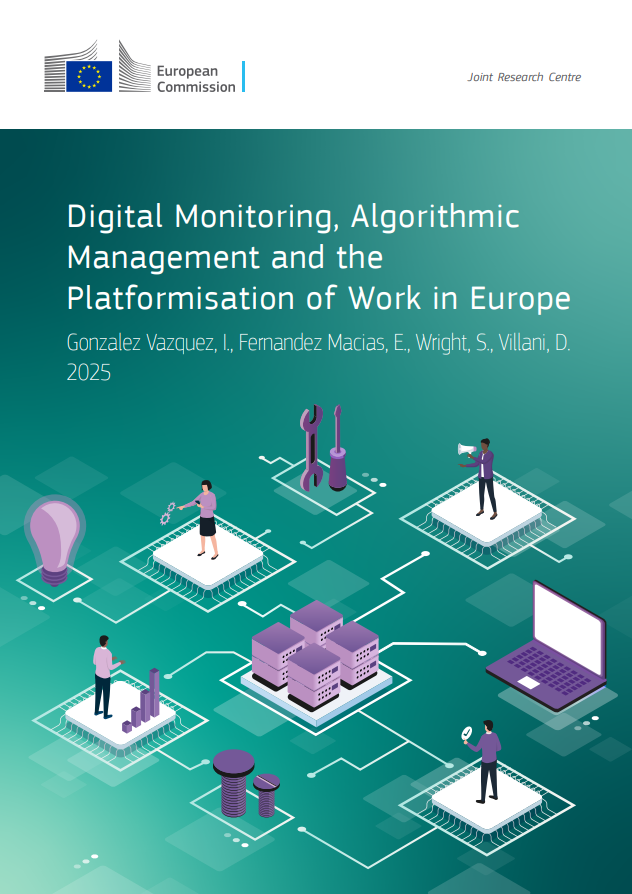 European
Commission
Joint Research Centre
Digital Monitoring, Algorithmic
Management and the
Platformisation of Work in Europe
Gonzalez Vazquez, I., Fernandez Macias, E., Wright, S., Villani, D.
2025